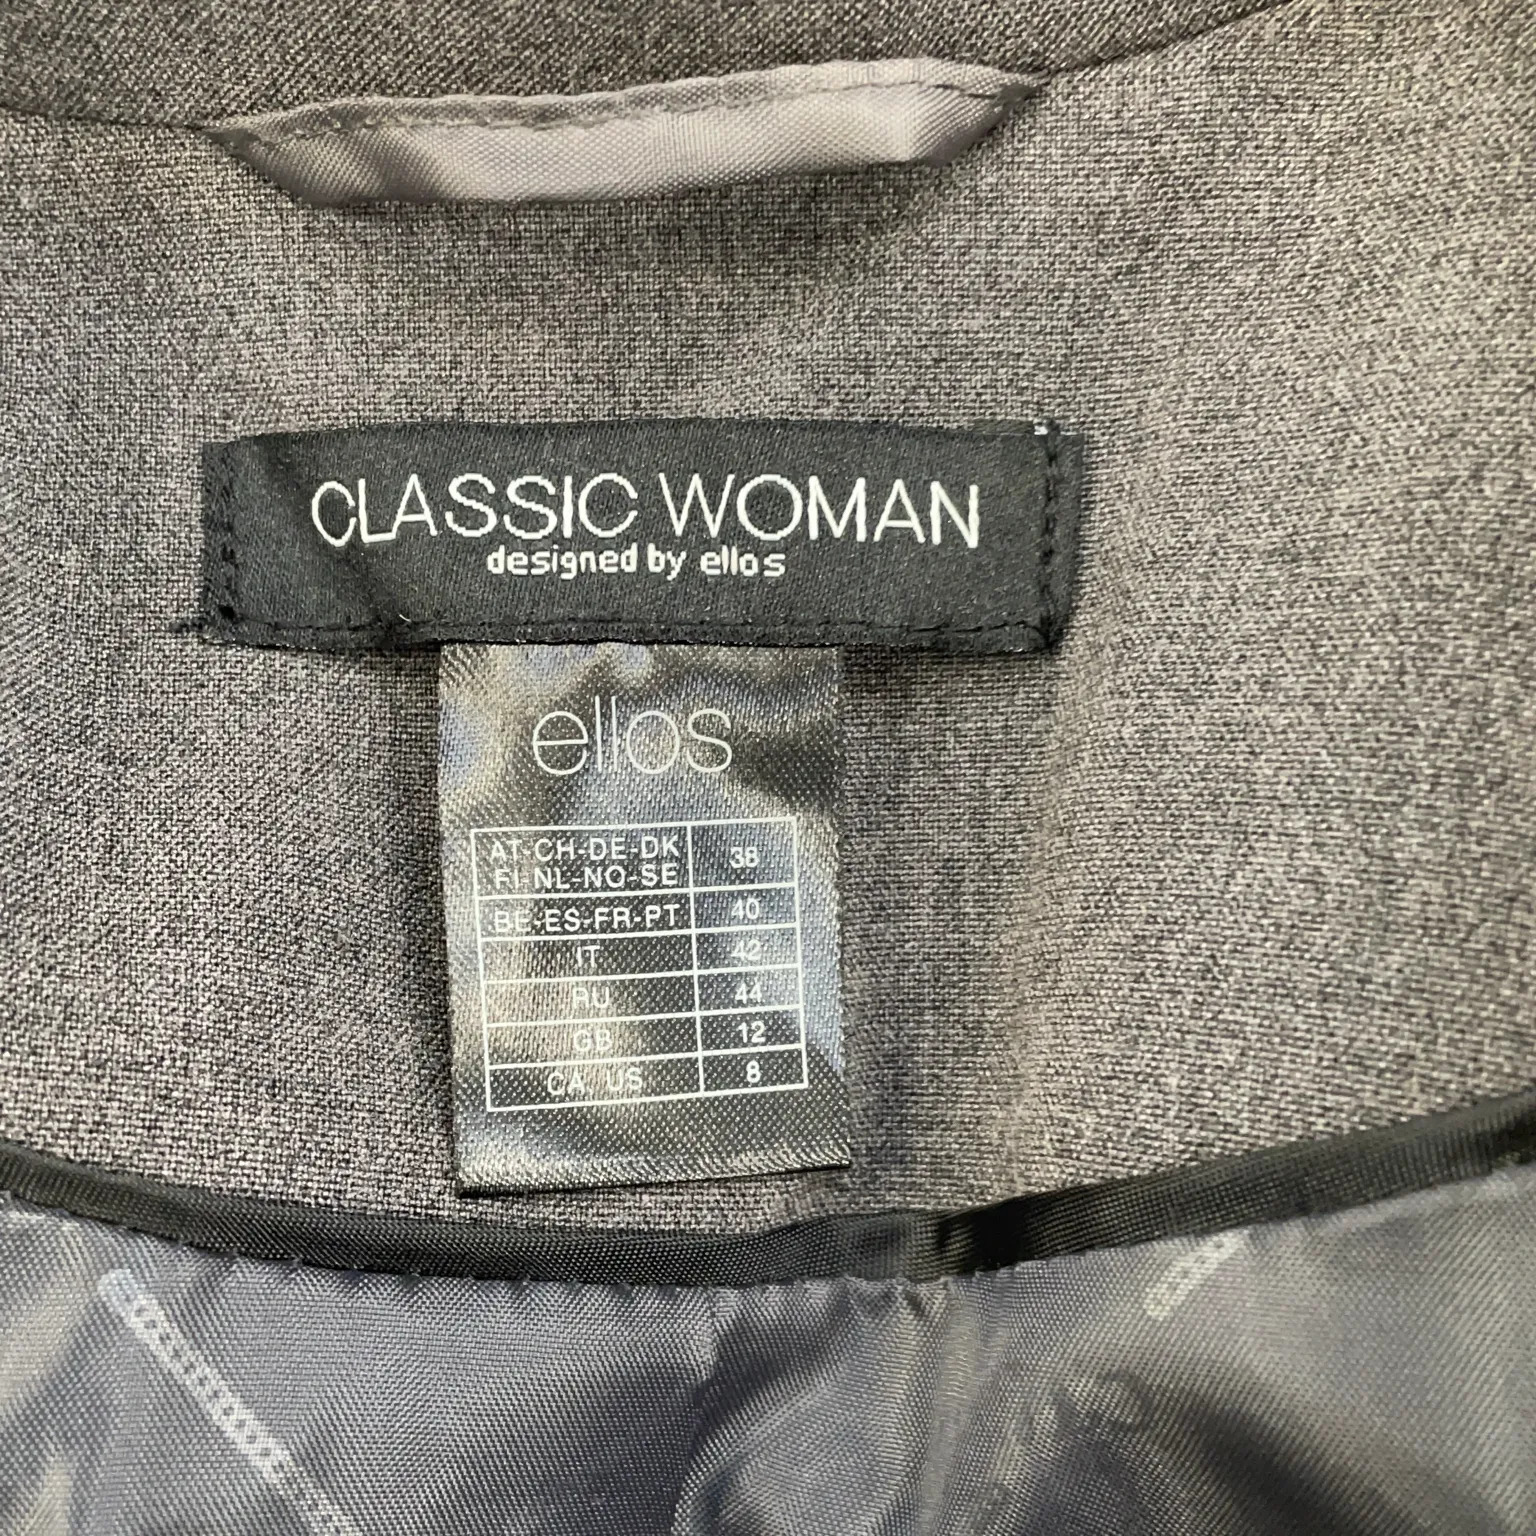 CLASSIC WOMAN
designed by ellos
ellos
AT-CH-DE-DK
FI-NL-NO-SE 38
BE-ES-FR-PT 40
IT 42
RU 44
GB 12
CA, US 8